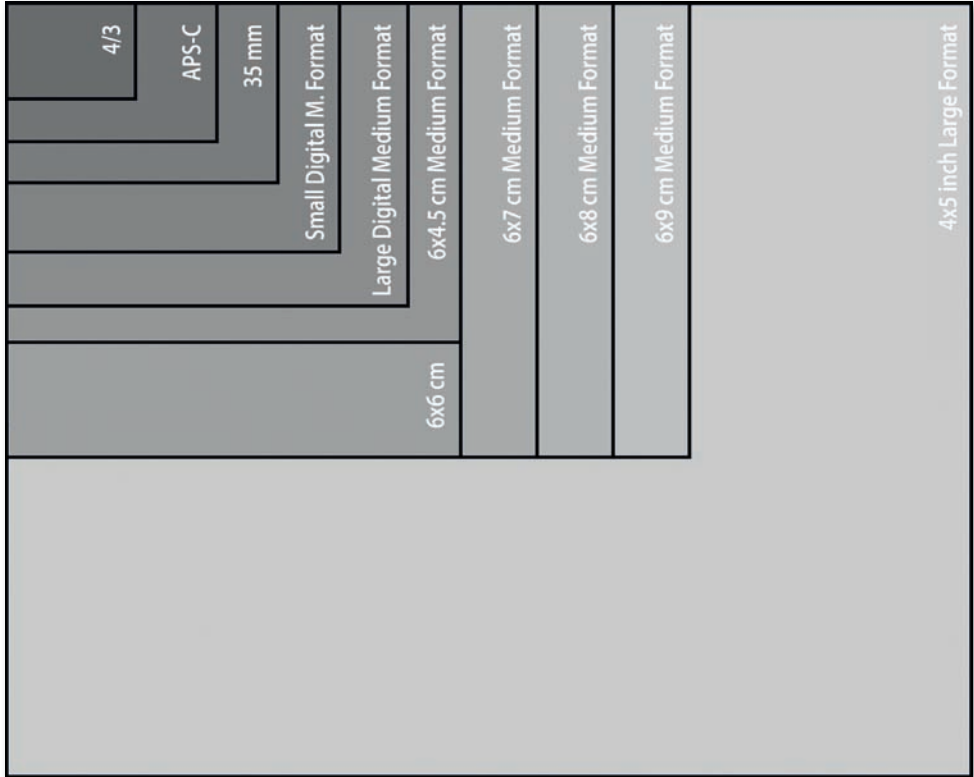 4/3
APS-C
35 mm
Small Digital M. Format
Large Digital Medium Format
6x4.5 cm Medium Format
6x6 cm
6x7 cm Medium Format
6x8 cm Medium Format
6x9 cm Medium Format
4x5 inch Large Format